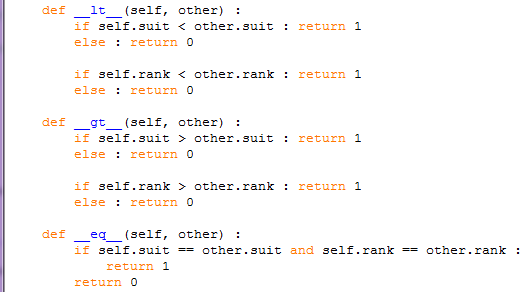 def __lt__(self, other) :
    if self.suit < other.suit : return 1
    else : return 0

    if self.rank < other.rank : return 1
    else : return 0

def __gt__(self, other) :
    if self.suit > other.suit : return 1
    else : return 0

    if self.rank > other.rank : return 1
    else : return 0

def __eq__(self, other) :
    if self.suit == other.suit and self.rank == other.rank :
        return 1
    return 0